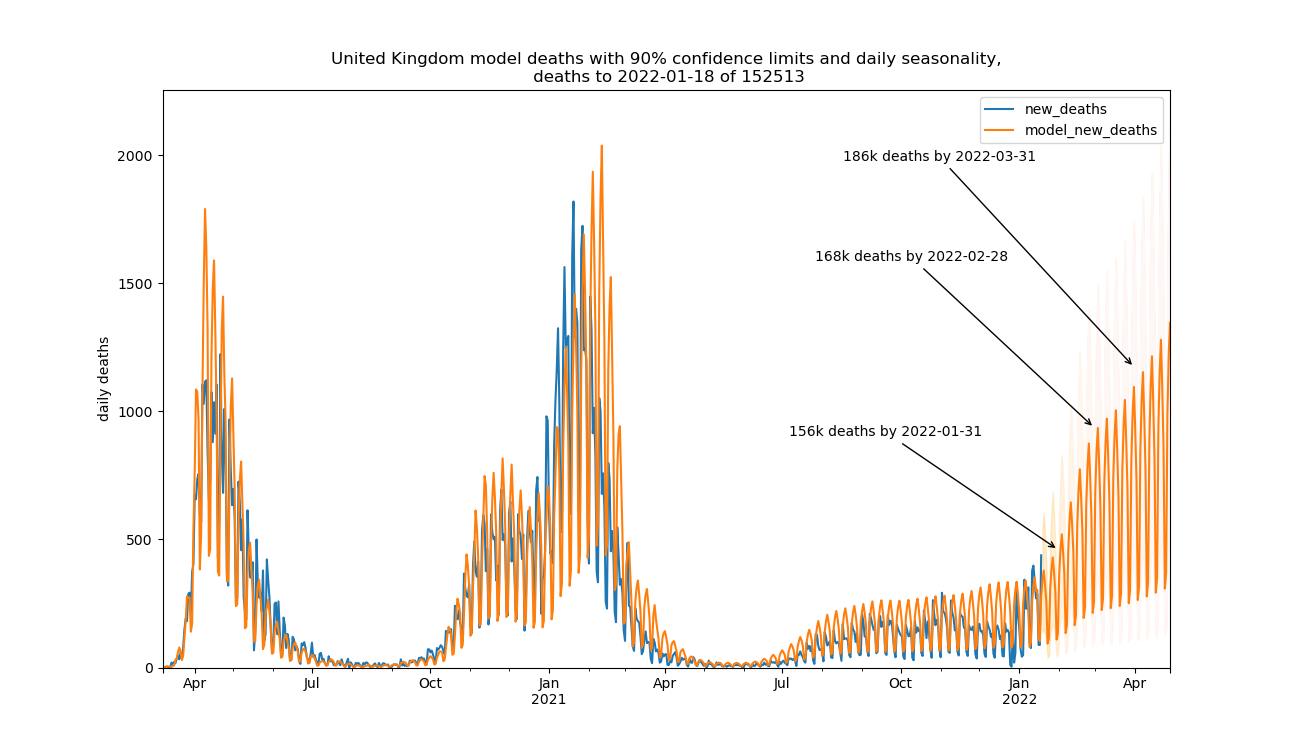 United Kingdom model deaths with 90% confidence limits and daily seasonality,
deaths to 2022-01-18 of 152513
new_deaths
model_new_deaths
186k deaths by 2022-03-31
168k deaths by 2022-02-28
156k deaths by 2022-01-31
daily deaths
2000
1500
1000
500
0
Apr
Jul
Oct
Jan
2021
Apr
Jul
Oct
Jan
2022
Apr